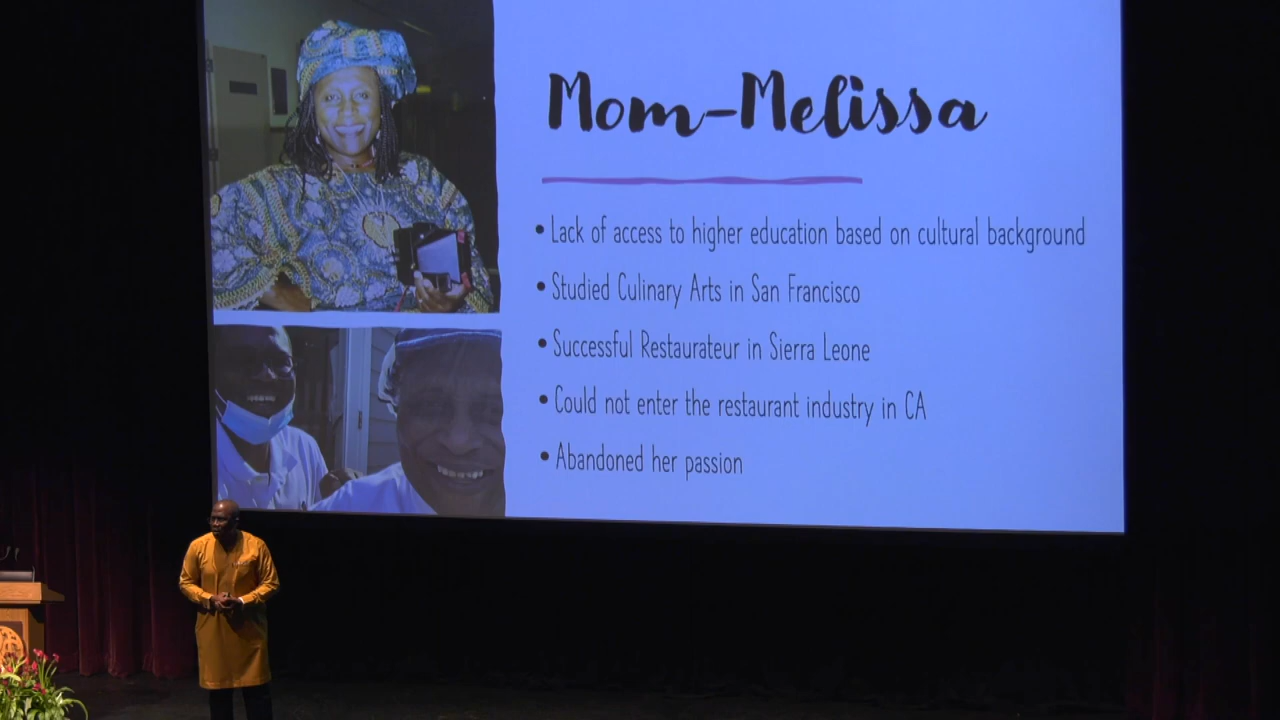 Mom-Melissa
• Lack of access to higher education based on cultural background
• Studied Culinary Arts in San Francisco
• Successful Restaurateur in Sierra Leone
• Could not enter the restaurant industry in CA
• Abandoned her passion